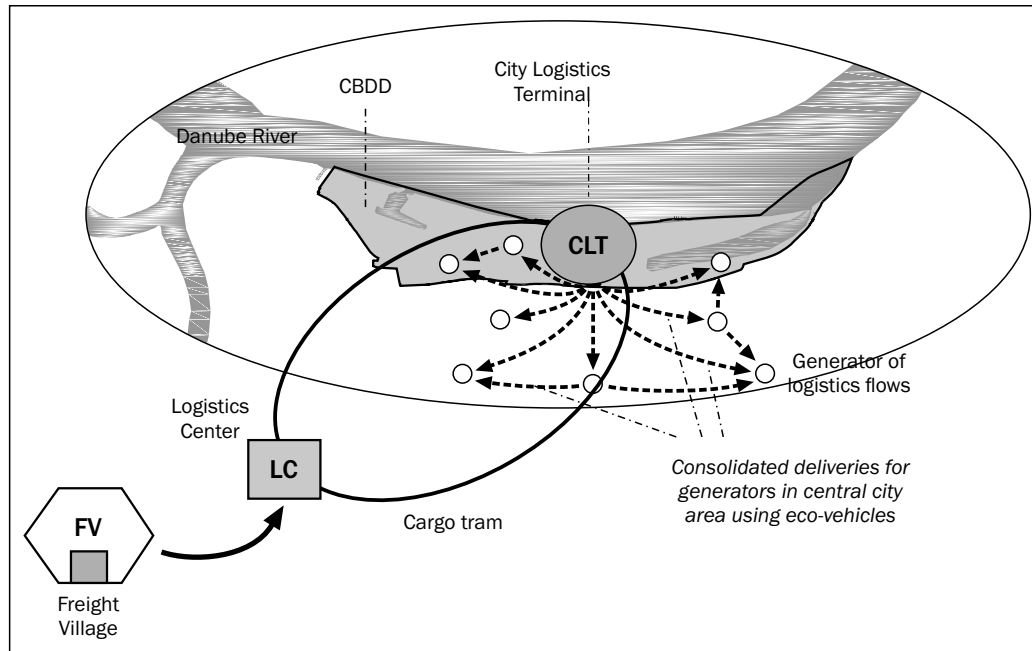 City Logistics
Terminal
CBDD
Danube River
CLT
Generator of
logistics flows
Logistics
Center
LC
Consolidated deliveries for
generators in central city
area using eco-vehicles
Cargo tram
FV
Freight
Village